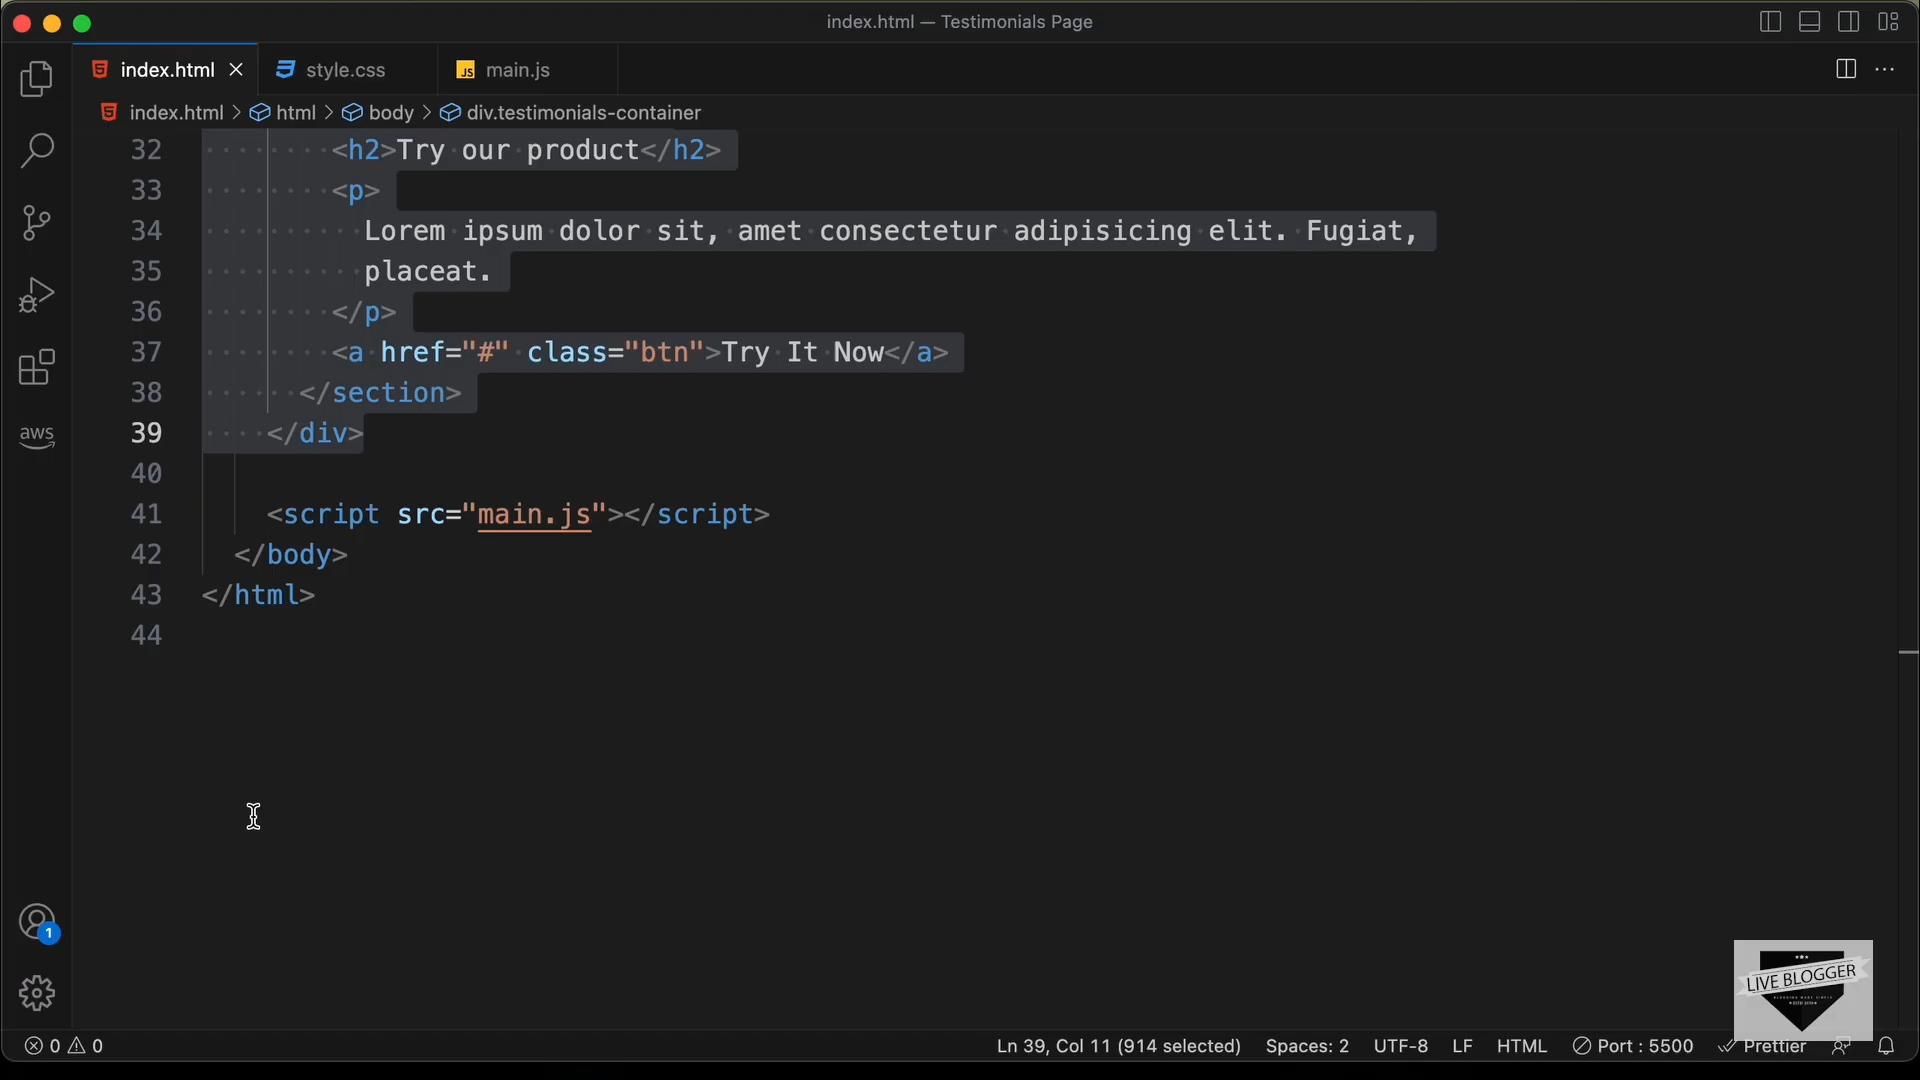 index.html — Testimonials Page
index.html
style.css
JS main.js
index.html > html > body > div.testimonials-container
32 <h2>Try our product</h2>
33 <p>
34 Lorem ipsum dolor sit, amet consectetur adipisicing elit. Fugiat,
35 placeat.
36 </p>
37 <a href="#" class="btn">Try It Now</a>
38 </section>
39 </div>
40
41 <script src="main.js"></script>
42 </body>
43 </html>
44
aws
1
LIVE BLOGGER
0 0 Ln 39, Col 11 (914 selected) Spaces: 2 UTF-8 LF HTML Port : 5500 Prettier